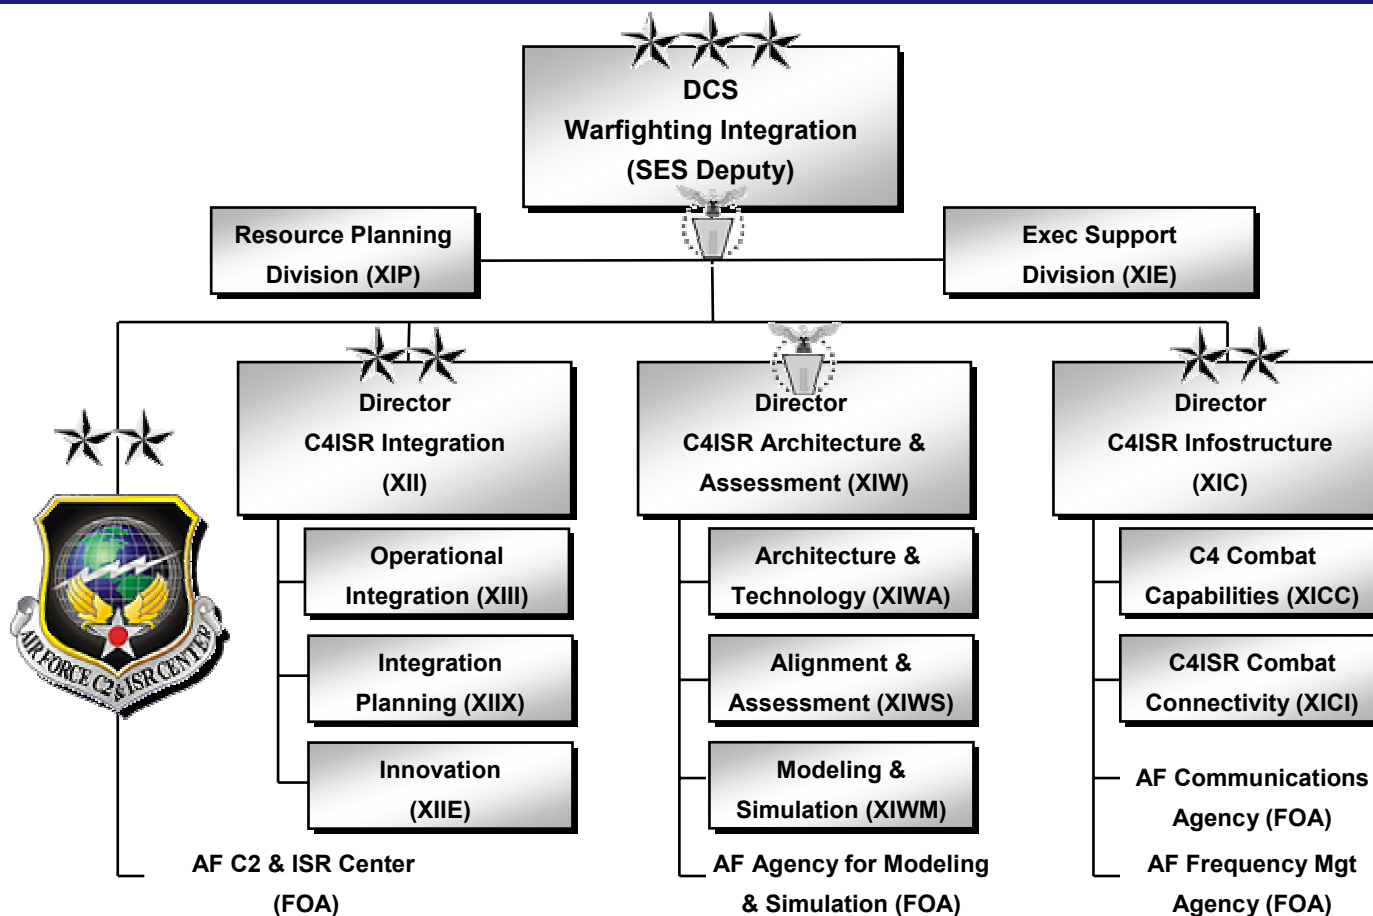 DCS
Warfighting Integration
(SES Deputy)
Resource Planning
Division (XIP)
Exec Support
Division (XIE)
Director
C4ISR Integration
(XII)
Director
C4ISR Architecture &
Assessment (XIW)
Director
C4ISR Infostructure
(XIC)
Operational
Integration (XIII)
Integration
Planning (XIIX)
Innovation
(XIIE)
Architecture &
Technology (XIWA)
Alignment &
Assessment (XIWS)
Modeling &
Simulation (XIWM)
C4 Combat
Capabilities (XICC)
C4ISR Combat
Connectivity (XICI)
AIR FORCE C2 & ISR CENTER
AF C2 & ISR Center
(FOA)
AF Agency for Modeling
& Simulation (FOA)
AF Communications
Agency (FOA)
AF Frequency Mgt
Agency (FOA)